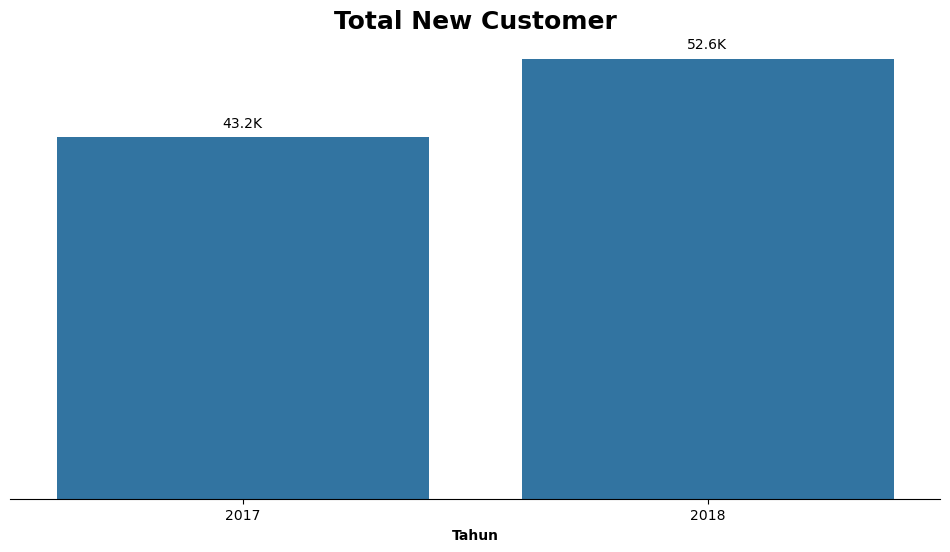 Total New Customer
52.6K
43.2K
2017
2018
Tahun